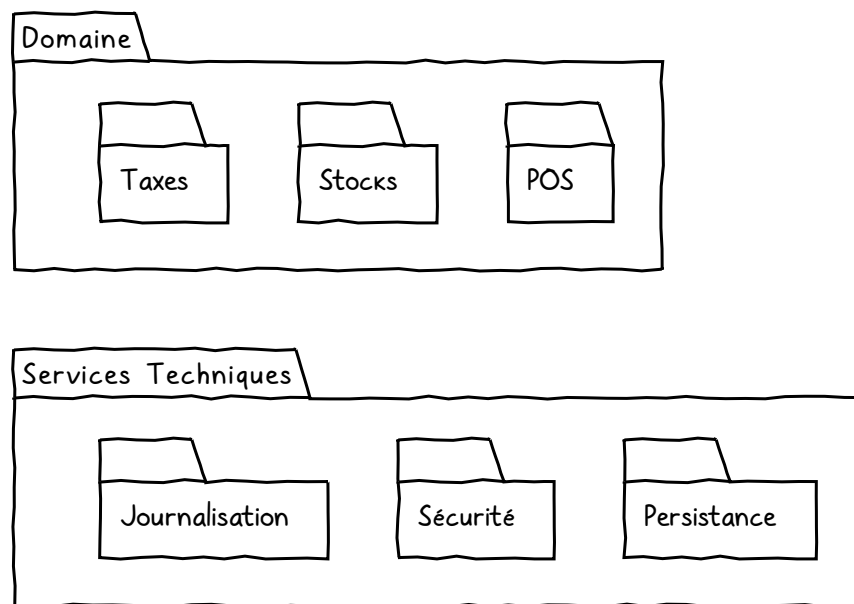 Domaine
Taxes
Stocks
POS
Services Techniques
Journalisation
Sécurité
Persistance